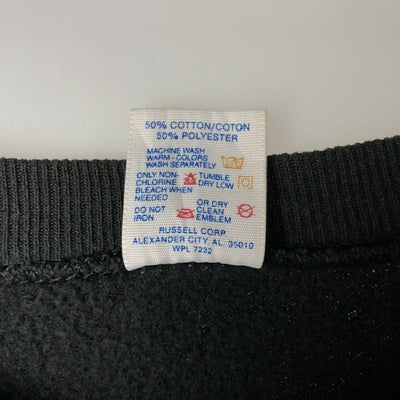 50% COTTON/COTON
50% POLYESTER
MACHINE WASH
WARM - COLORS
WASH SEPARATELY
ONLY NON-
CHLORINE
BLEACH WHEN
NEEDED
TUMBLE
DRY LOW
DO NOT
IRON
OR DRY
CLEAN
EMBLEM
RUSSELL CORP.
ALEXANDER CITY, AL. 35010
WPL 7232